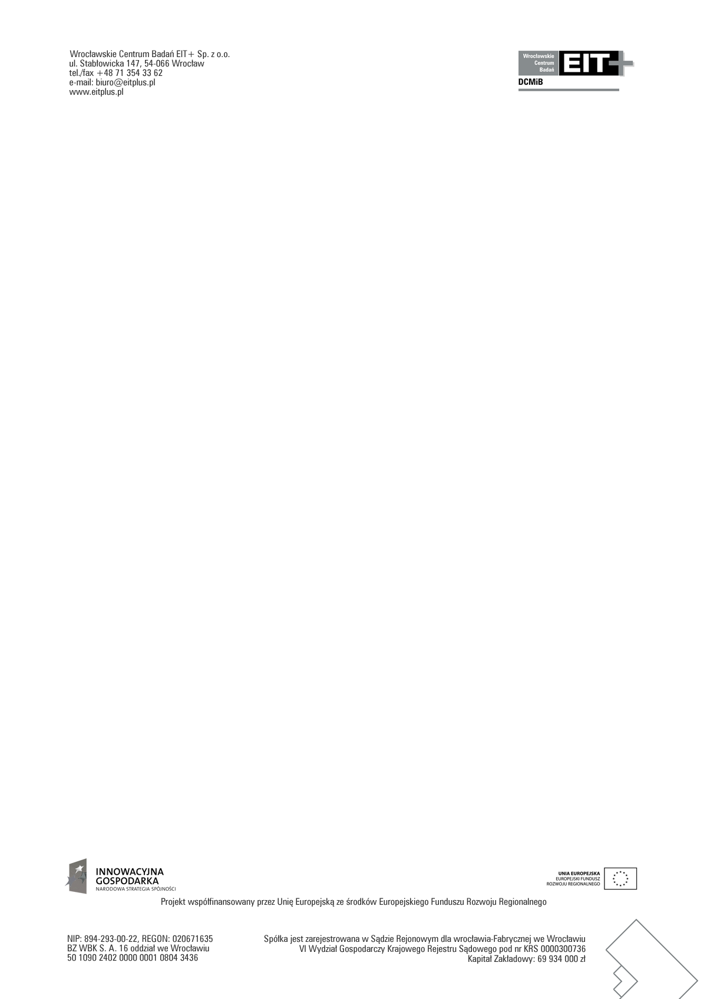 Wrocławskie Centrum Badań EIT+ Sp. z o.o.
ul. Stabłowicka 147, 54-066 Wrocław
tel./fax +48 71 354 33 62
e-mail: biuro@eitplus.pl
www.eitplus.pl
Wrocławskie
Centrum
Badań
EIT+
DCMiB
INNOWACYJNA
GOSPODARKA
NARODOWA STRATEGIA SPÓJNOŚCI
UNIA EUROPEJSKA
EUROPEJSKI FUNDUSZ
ROZWOJU REGIONALNEGO
Projekt współfinansowany przez Unię Europejską ze środków Europejskiego Funduszu Rozwoju Regionalnego
NIP: 894-293-00-22, REGON: 020671635
BZ WBK S. A. 16 oddział we Wrocławiu
50 1090 2402 0000 0001 0804 3436
Spółka jest zarejestrowana w Sądzie Rejonowym dla wrocławia-Fabrycznej we Wrocławiu
VI Wydział Gospodarczy Krajowego Rejestru Sądowego pod nr KRS 0000300736
Kapitał Zakładowy: 69 934 000 zł